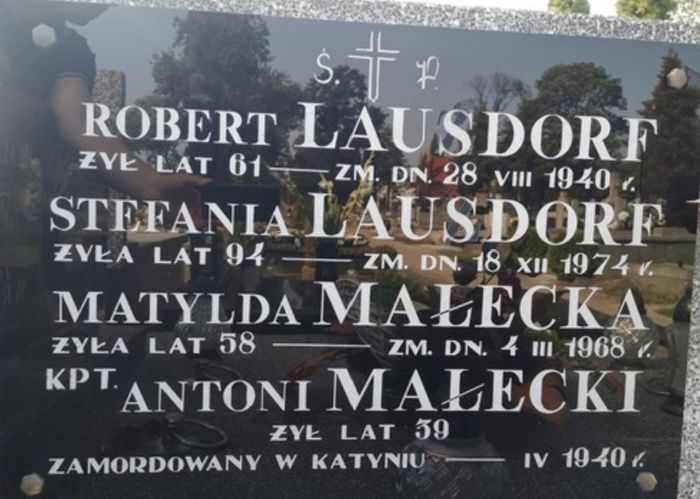 Ś. P.
ROBERT LAUSDORF
ŻYŁ LAT 61 — ZM. DN. 28 VIII 1940 r.
STEFANIA LAUSDORF
ŻYŁA LAT 94 — ZM. DN. 18 XII 1974 r.
MATYLDA MAŁECKA
ŻYŁA LAT 58 — ZM. DN. 4 III 1968 r.
KPT. ANTONI MAŁECKI
ŻYŁ LAT 39
ZAMORDOWANY W KATYNIU — IV 1940 r.